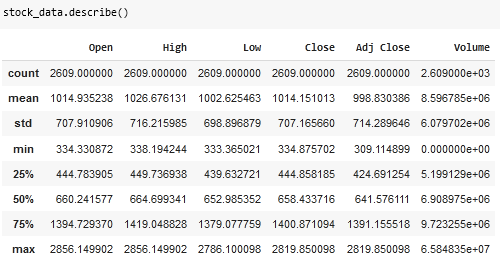 stock_data.describe()
Open High Low Close Adj Close Volume
count 2609.000000 2609.000000 2609.000000 2609.000000 2609.000000 2.609000e+03
mean 1014.935238 1026.676131 1002.625463 1014.151013 998.830386 8.596785e+06
std 707.910906 716.215985 698.896879 707.165660 714.289646 6.079702e+06
min 334.330872 338.194244 333.365021 334.875702 309.114899 0.000000e+00
25% 444.783905 449.736938 439.632721 444.858185 424.691254 5.199129e+06
50% 660.241577 664.699341 652.985352 658.433716 641.576111 6.908975e+06
75% 1394.729370 1419.048828 1379.077759 1400.871094 1391.155518 9.723255e+06
max 2856.149902 2856.149902 2786.100098 2819.850098 2819.850098 6.584835e+07